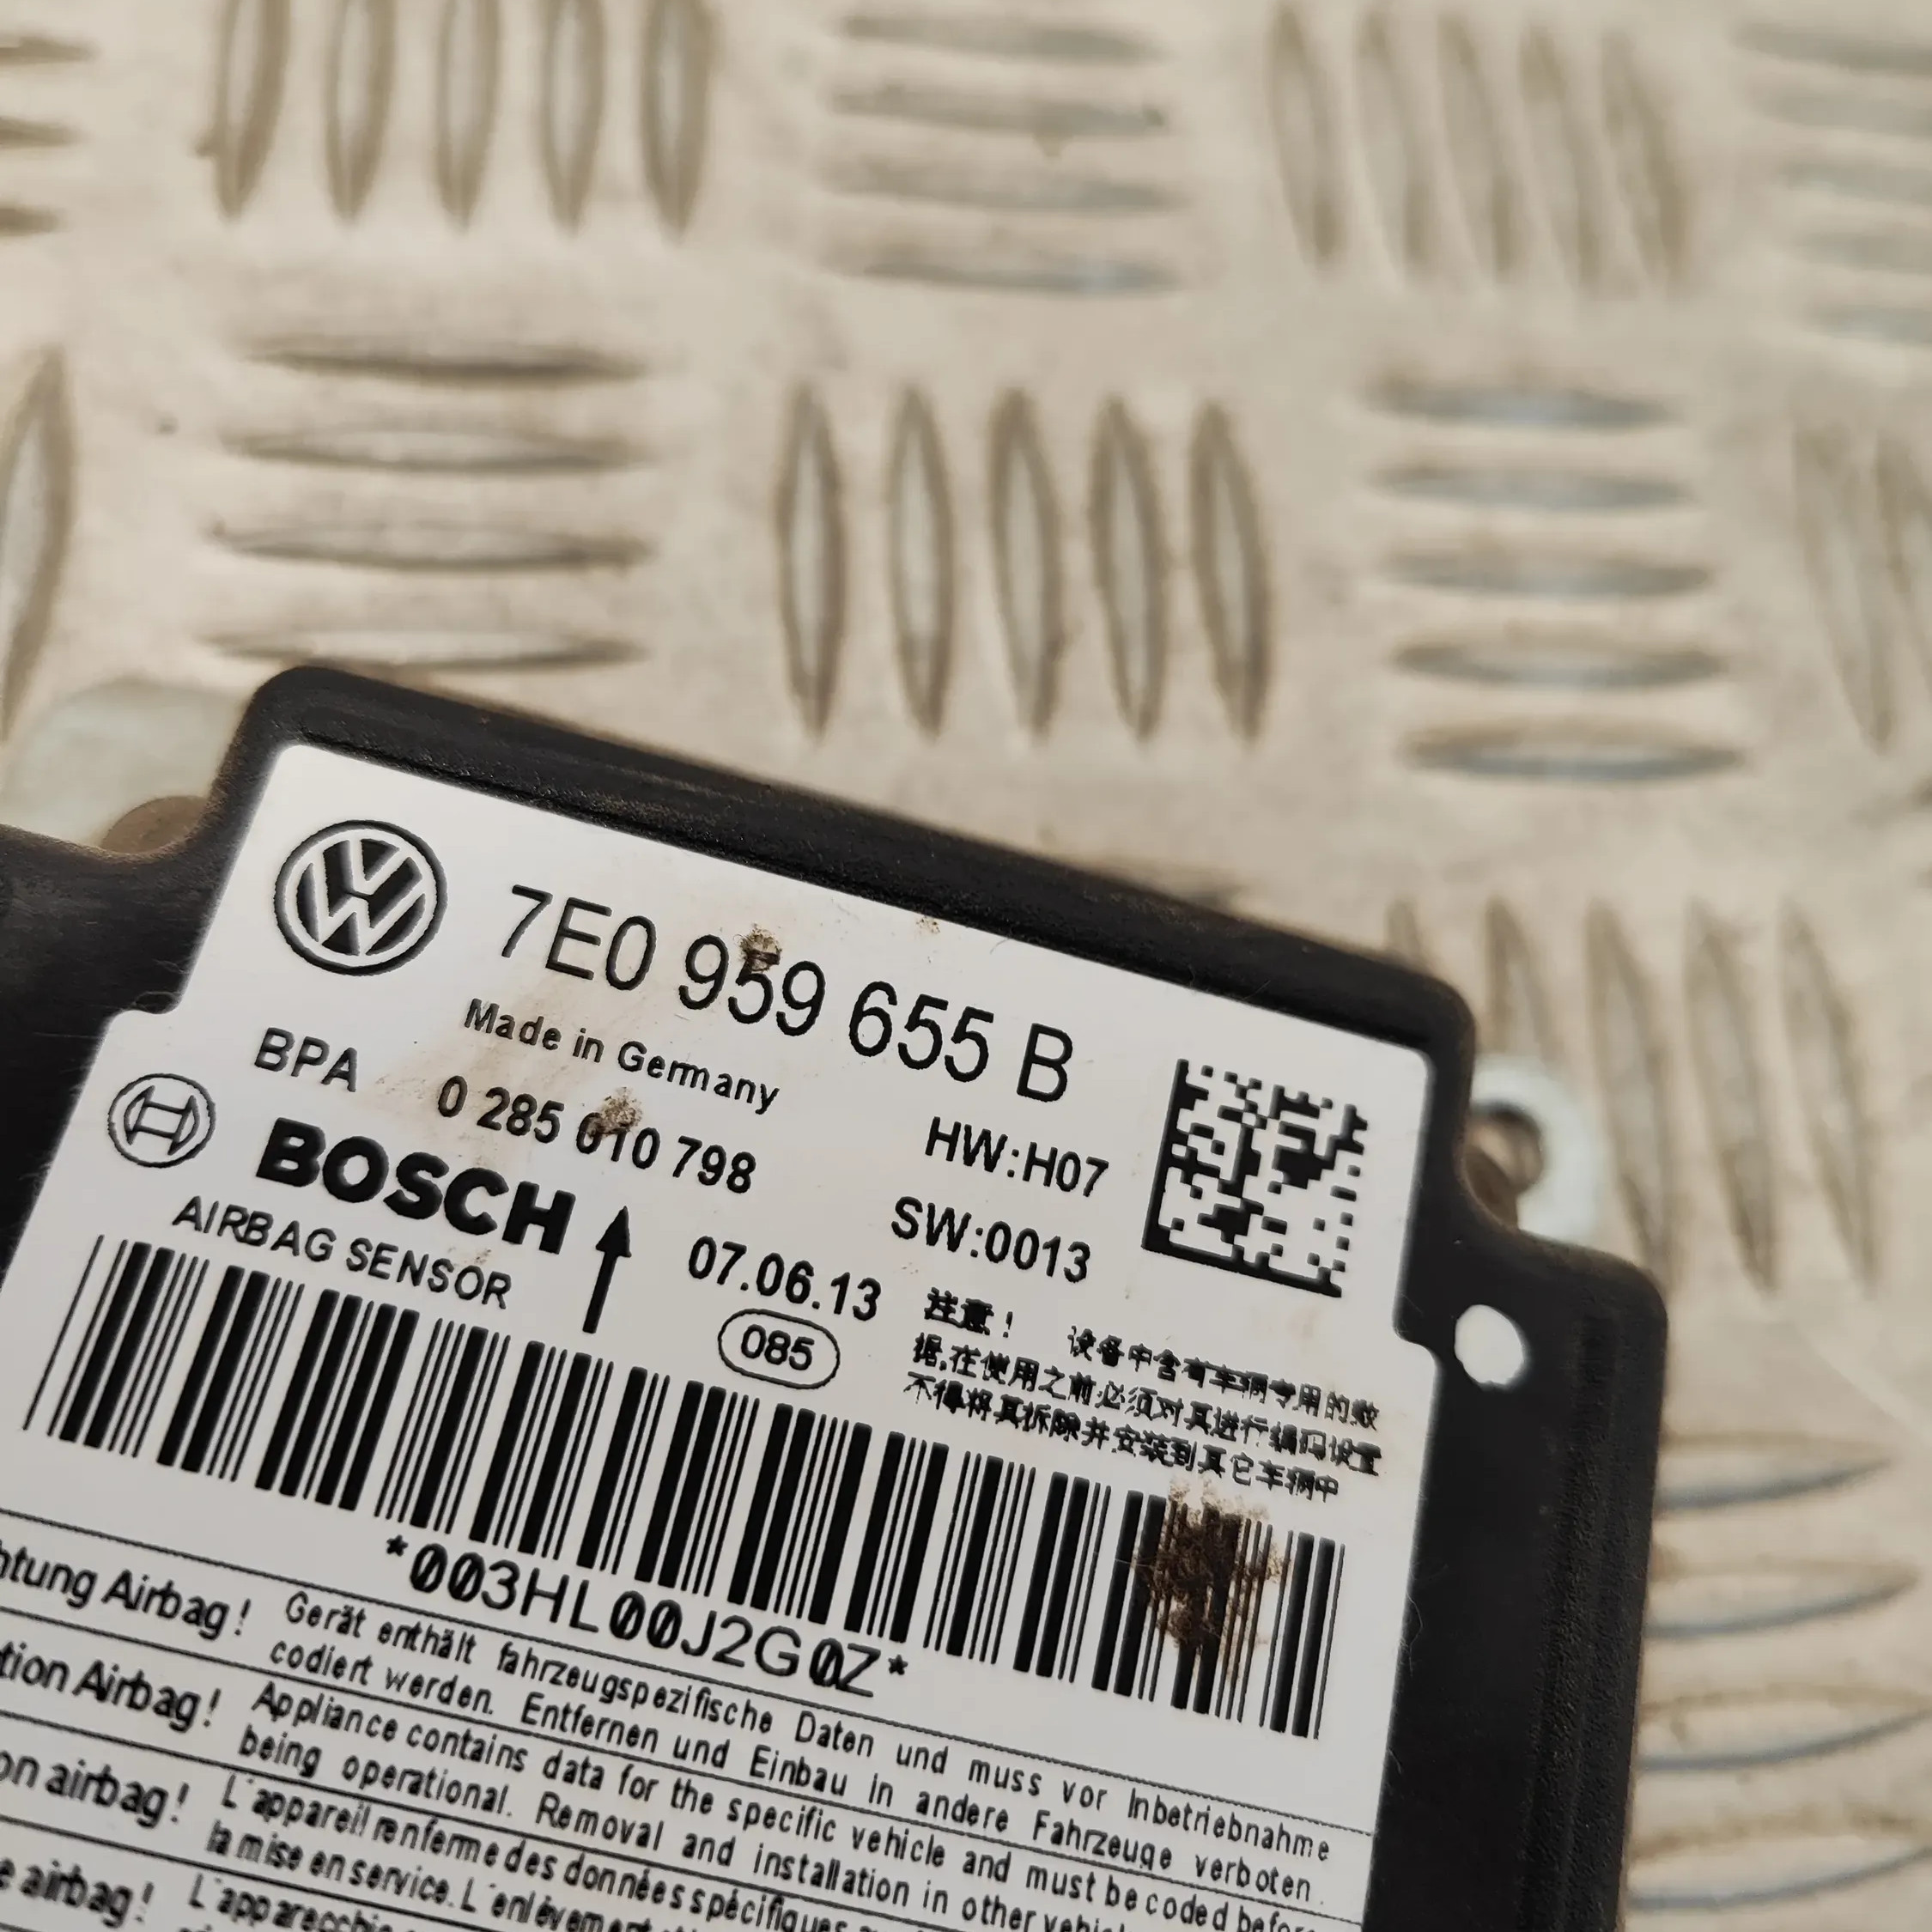 7E0 959 655 B
Made in Germany
BPA 0 285 010 798
HW:H07
BOSCH
SW:0013
AIRBAG SENSOR
07.06.13
085
注意！ 设备中含有车辆专用的数
据,在使用之前必须对其进行编码设置
不得将其拆除并安装到其它车辆中
*003HL00J2G0Z*
Airbag! Gerät enthält fahrzeugspezifische Daten und muss vor Inbetriebnahme
codiert werden. Entfernen und Einbau in andere Fahrzeuge verboten.
Airbag! Appliance contains data for the specific vehicle and must be coded before
being operational. Removal and installation in other
airbag! L'appareil renferme des données spécifiques
la mise en service. L'enlèvement
airbag! L'apparecchio